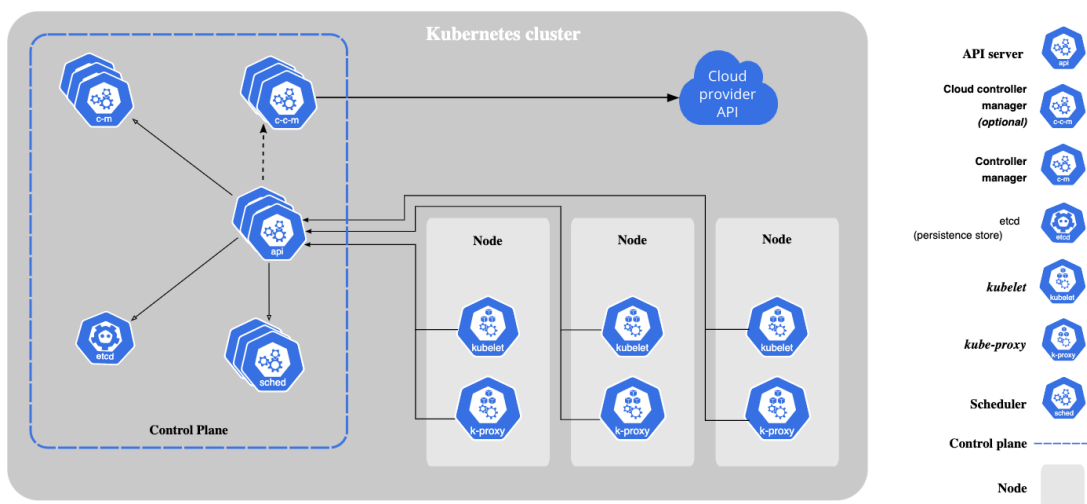 Kubernetes cluster
c-m
c-c-m
Cloud
provider
API
api
etcd
sched
Control Plane
Node
Node
Node
kubelet
kubelet
kubelet
k-proxy
k-proxy
k-proxy
API server
api
Cloud controller
manager
(optional)
c-c-m
Controller
manager
c-m
etcd
(persistence store)
etcd
kubelet
kubelet
kube-proxy
k-proxy
Scheduler
sched
Control plane
Node